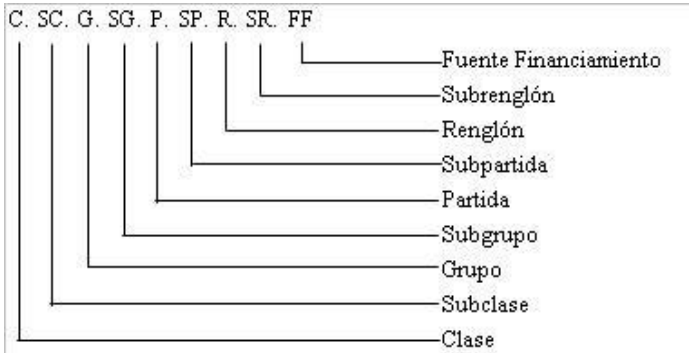 C. SC. G. SG. P. SP. R. SR. FF
Fuente Financiamiento
Subrenglón
Renglón
Subpartida
Partida
Subgrupo
Grupo
Subclase
Clase